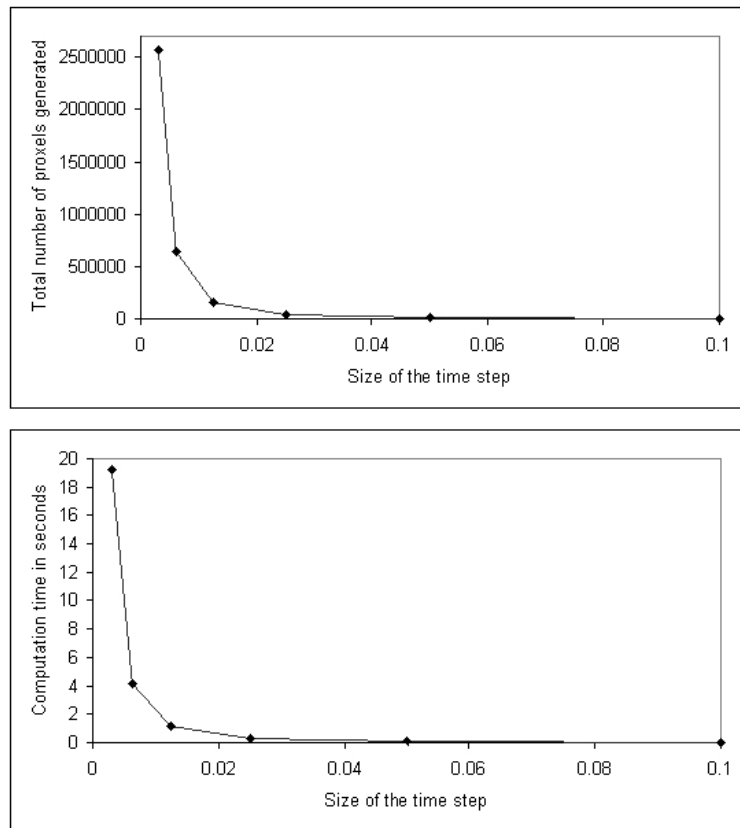 Total number of proxels generated
2500000
2000000
1500000
1000000
500000
0
0 0.02 0.04 0.06 0.08 0.1
Size of the time step
Computation time in seconds
20
18
16
14
12
10
8
6
4
2
0
0 0.02 0.04 0.06 0.08 0.1
Size of the time step